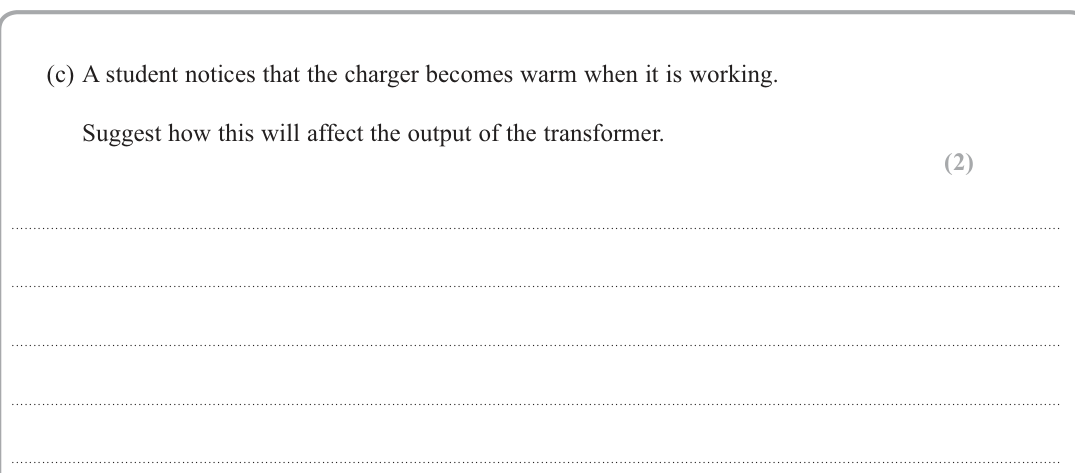 (c) A student notices that the charger becomes warm when it is working.
Suggest how this will affect the output of the transformer.
(2)